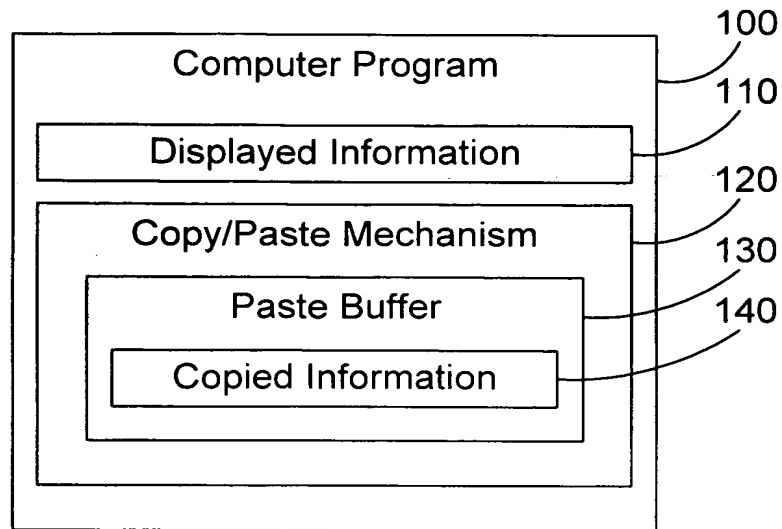 100
Computer Program
110
Displayed Information
120
Copy/Paste Mechanism
130
Paste Buffer
140
Copied Information